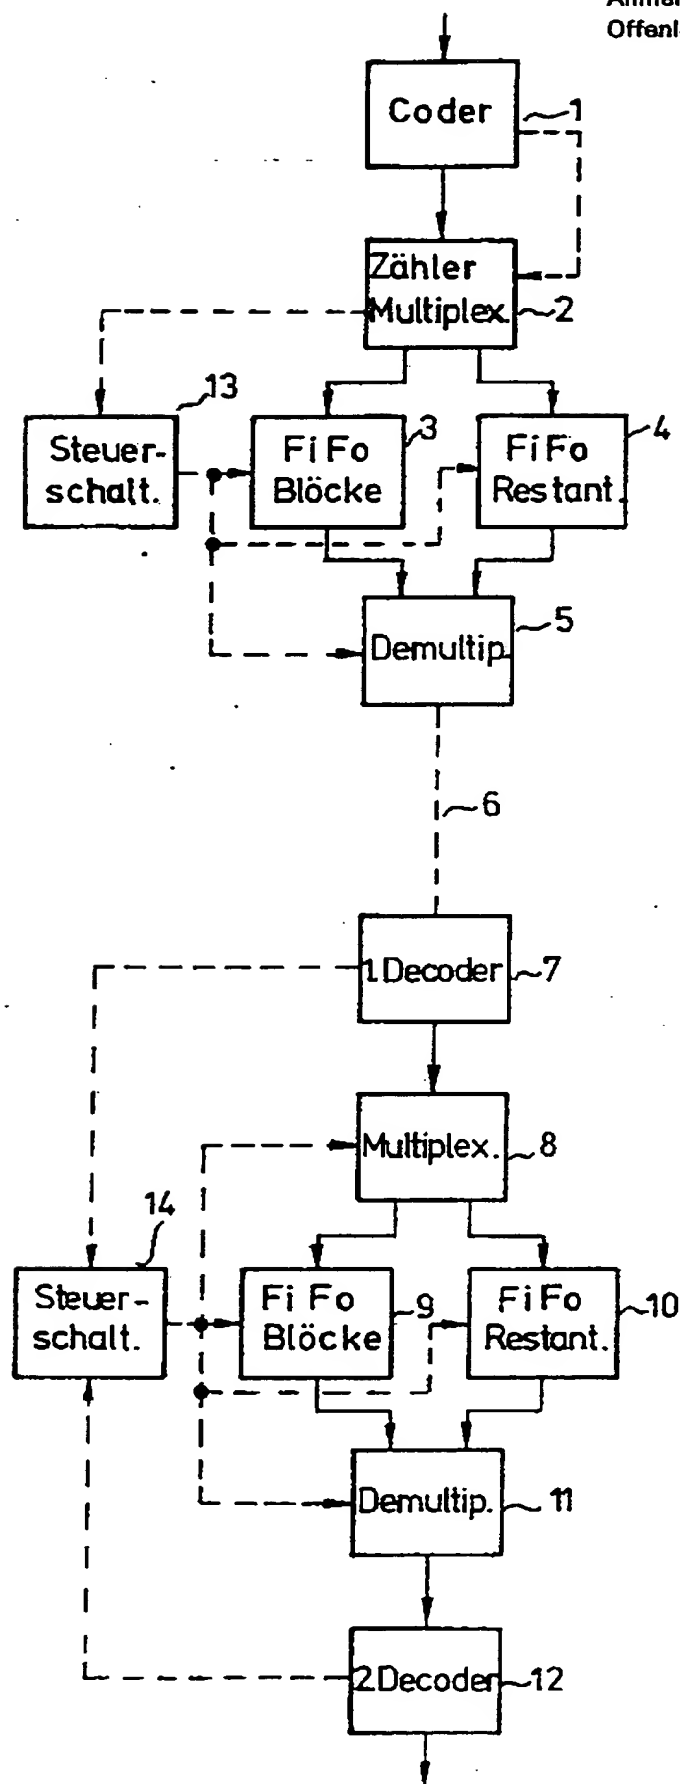 Offenl
Coder
1
Zähler
Multiplex.
2
13
Steuer-
schalt.
FiFo
Blöcke
3
FiFo
Restant.
4
Demultip.
5
6
1.Decoder
7
Multiplex.
8
14
Steuer-
schalt.
FiFo
Blöcke
9
FiFo
Restant.
10
Demultip.
11
2.Decoder
12